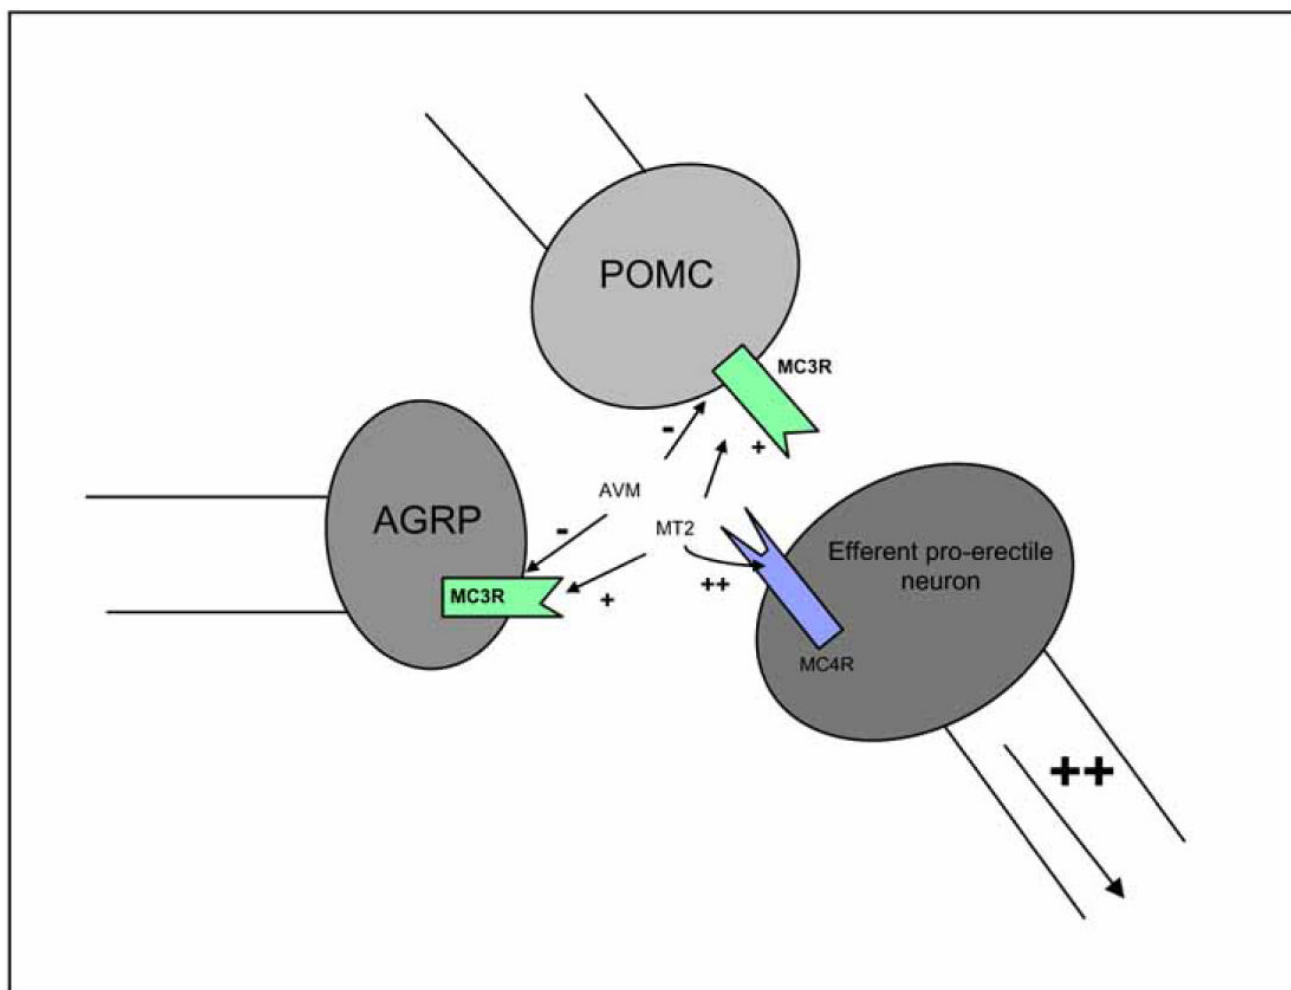 POMC
MC3R
-
+
AVM
AGRP
-
MT2
Efferent pro-erectile
neuron
MC3R
+
++
MC4R
++